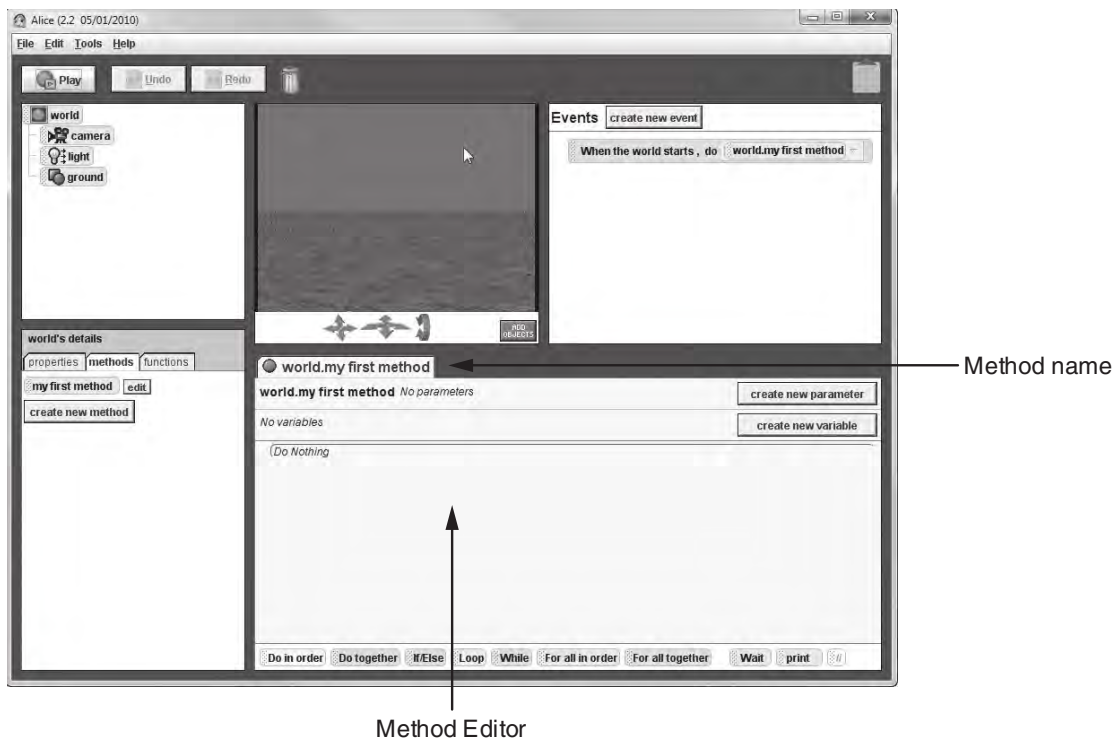 Alice (2.2 05/01/2010)
File Edit Tools Help
Play Undo Redo
world
camera
light
ground
Events create new event
When the world starts, do world.my first method
ADD OBJECTS
world's details
properties methods functions
my first method edit
create new method
world.my first method
Method name
world.my first method No parameters
create new parameter
No variables
create new variable
(Do Nothing
Do in order Do together If/Else Loop While For all in order For all together Wait print //
Method Editor